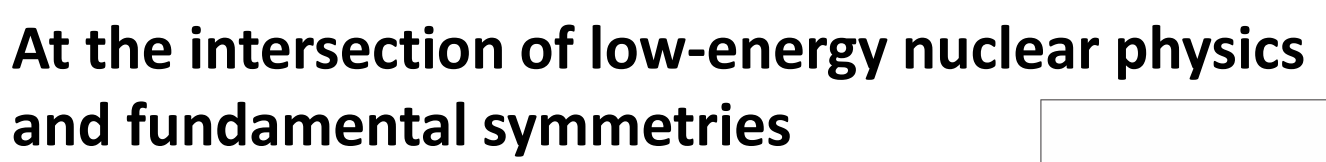 At the intersection of low-energy nuclear physics
and fundamental symmetries